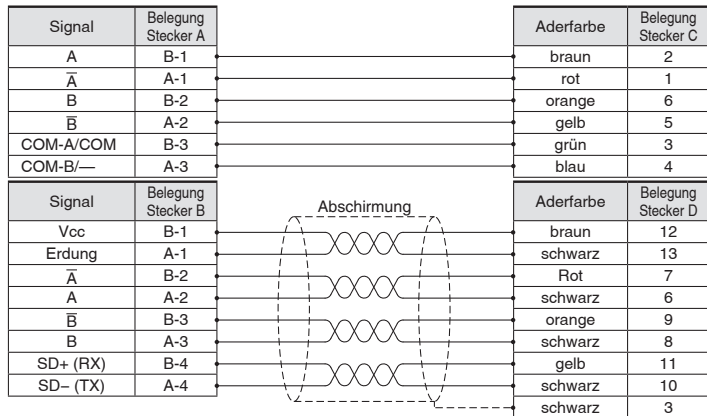 Signal Belegung Stecker A Aderfarbe Belegung Stecker C
A B-1 braun 2
A̅ A-1 rot 1
B B-2 orange 6
B̅ A-2 gelb 5
COM-A/COM B-3 grün 3
COM-B/— A-3 blau 4
Signal Belegung Stecker B Abschirmung Aderfarbe Belegung Stecker D
Vcc B-1 braun 12
Erdung A-1 schwarz 13
A̅ B-2 Rot 7
A A-2 schwarz 6
B̅ B-3 orange 9
B A-3 schwarz 8
SD+ (RX) B-4 gelb 11
SD− (TX) A-4 schwarz 10
schwarz 3